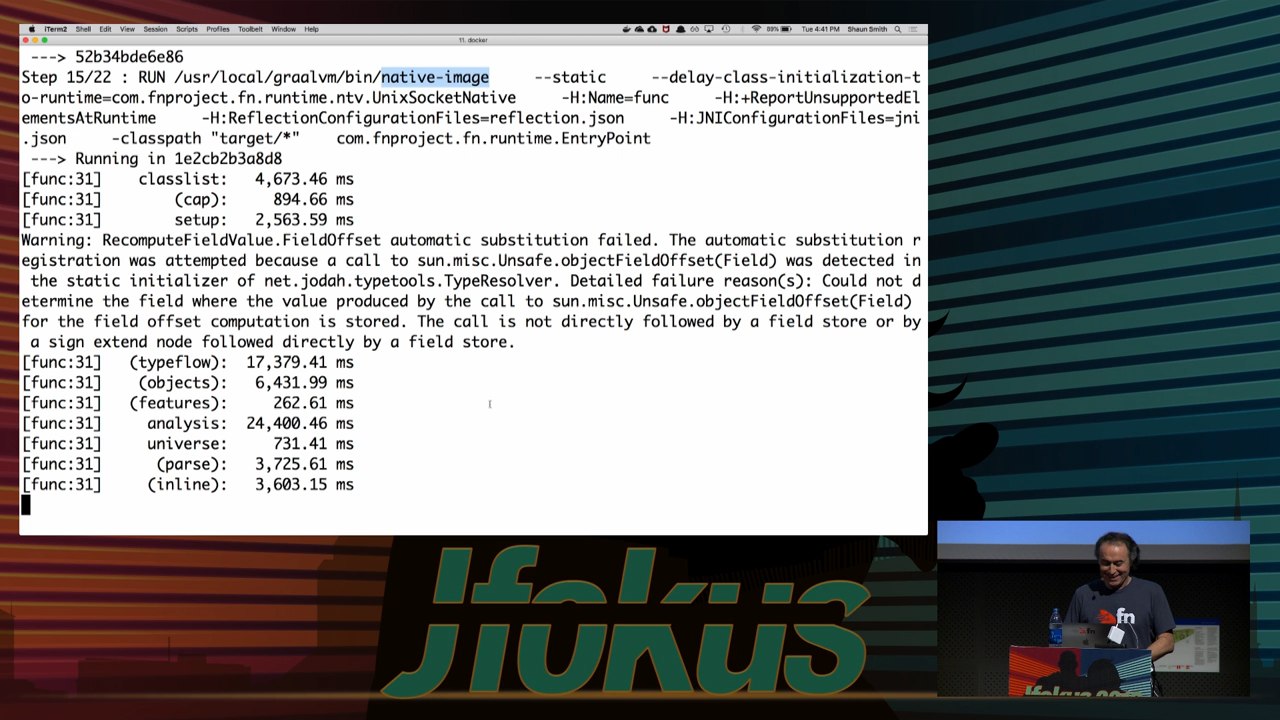 iTerm2 Shell Edit View Session Scripts Profiles Toolbelt Window Help 89% Tue 4:41 PM Shaun Smith
11. docker
---> 52b34bde6e86
Step 15/22 : RUN /usr/local/graalvm/bin/native-image --static --delay-class-initialization-t
o-runtime=com.fnproject.fn.runtime.ntv.UnixSocketNative -H:Name=func -H:+ReportUnsupportedEl
ementsAtRuntime -H:ReflectionConfigurationFiles=reflection.json -H:JNIConfigurationFiles=jni
.json -classpath "target/*" com.fnproject.fn.runtime.EntryPoint
---> Running in 1e2cb2b3a8d8
[func:31] classlist: 4,673.46 ms
[func:31] (cap): 894.66 ms
[func:31] setup: 2,563.59 ms
Warning: RecomputeFieldValue.FieldOffset automatic substitution failed. The automatic substitution r
egistration was attempted because a call to sun.misc.Unsafe.objectFieldOffset(Field) was detected in
the static initializer of net.jodah.typetools.TypeResolver. Detailed failure reason(s): Could not d
etermine the field where the value produced by the call to sun.misc.Unsafe.objectFieldOffset(Field)
for the field offset computation is stored. The call is not directly followed by a field store or by
a sign extend node followed directly by a field store.
[func:31] (typeflow): 17,379.41 ms
[func:31] (objects): 6,431.99 ms
[func:31] (features): 262.61 ms
[func:31] analysis: 24,400.46 ms
[func:31] universe: 731.41 ms
[func:31] (parse): 3,725.61 ms
[func:31] (inline): 3,603.15 ms
Jfokus
fn
fn
Jfokus